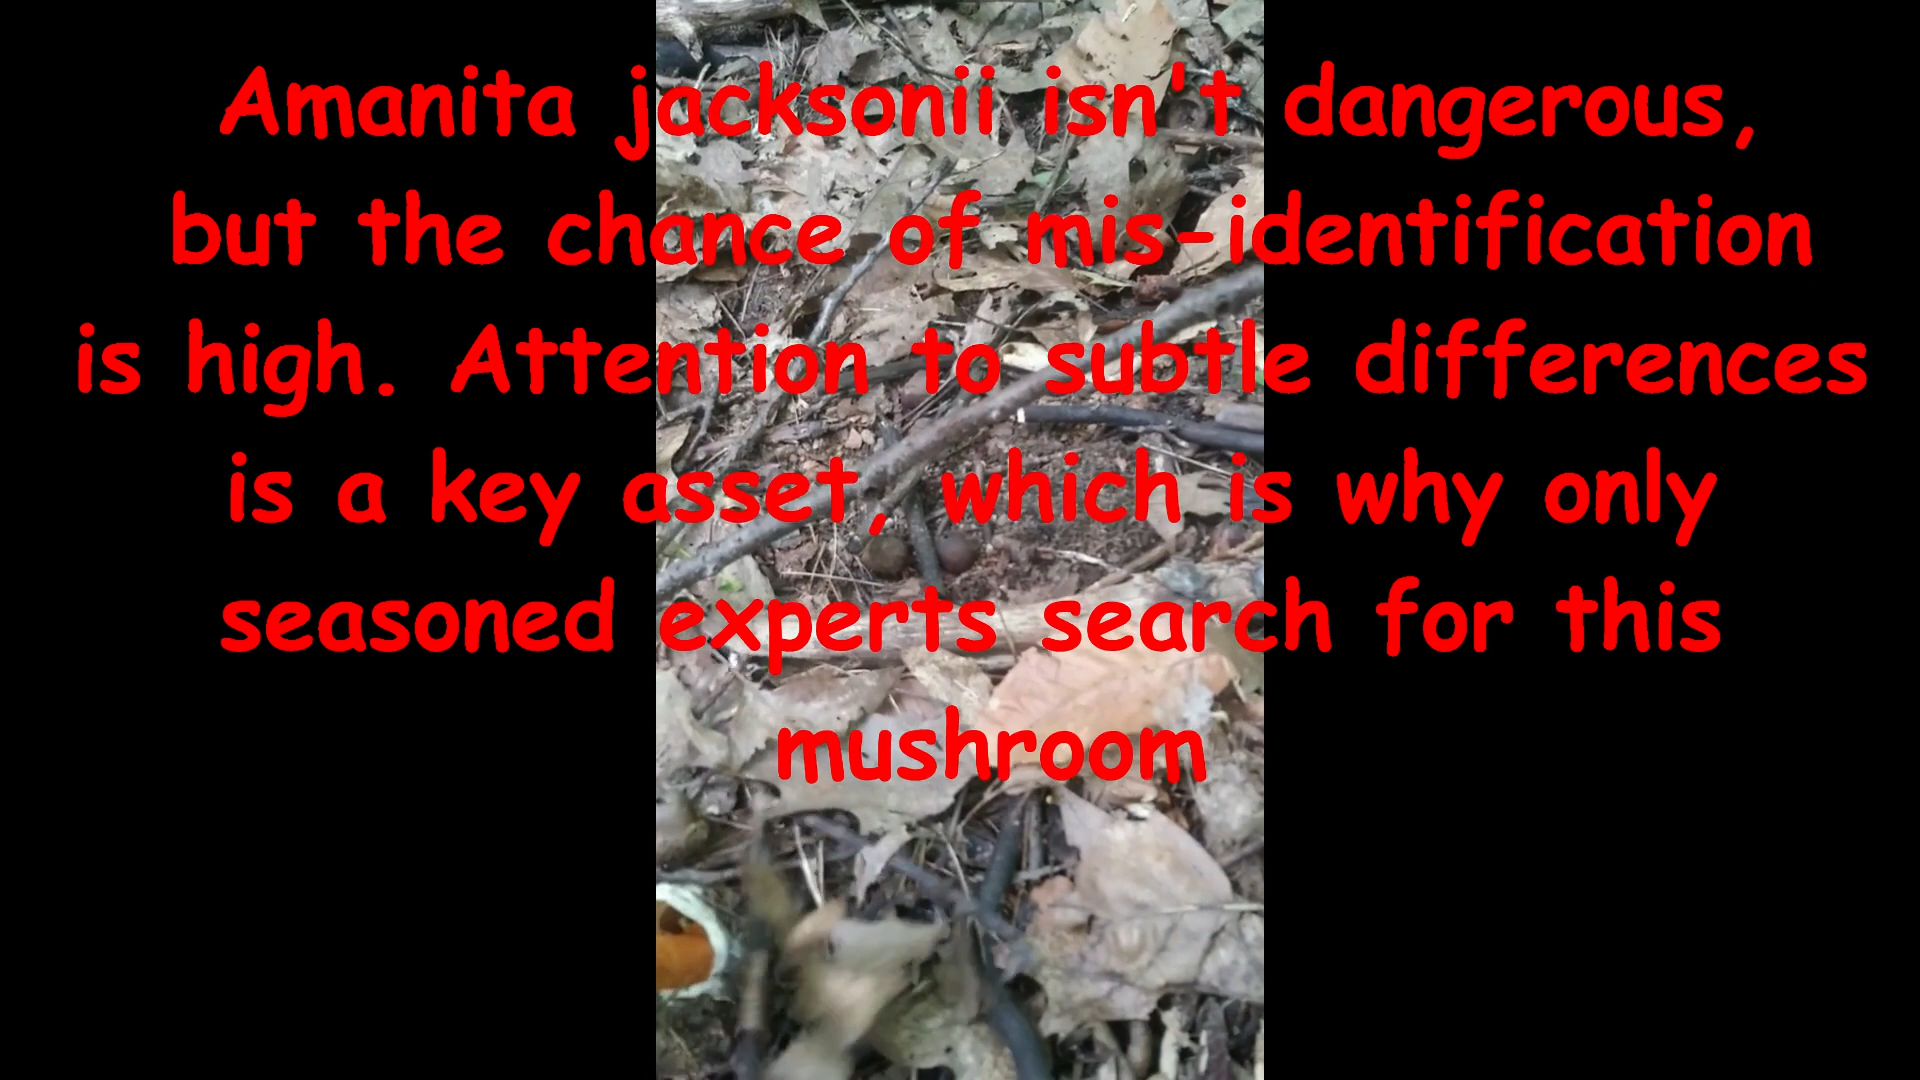 Amanita jacksonii isn't dangerous,
but the chance of mis-identification
is high. Attention to subtle differences
is a key asset, which is why only
seasoned experts search for this
mushroom